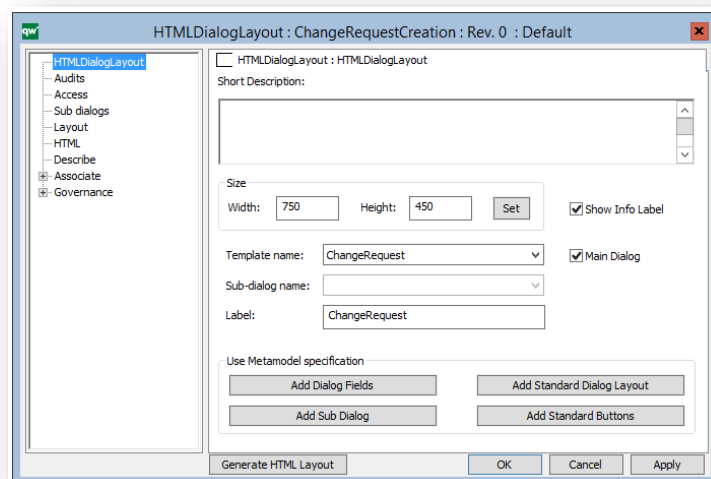 qw
HTMLDialogLayout : ChangeRequestCreation : Rev. 0 : Default
HTMLDialogLayout
Audits
Access
Sub dialogs
Layout
HTML
Describe
Associate
Governance
HTMLDialogLayout : HTMLDialogLayout
Short Description:
Size
Width: 750 Height: 450 Set
Show Info Label
Template name: ChangeRequest
Main Dialog
Sub-dialog name:
Label: ChangeRequest
Use Metamodel specification
Add Dialog Fields Add Standard Dialog Layout
Add Sub Dialog Add Standard Buttons
Generate HTML Layout OK Cancel Apply